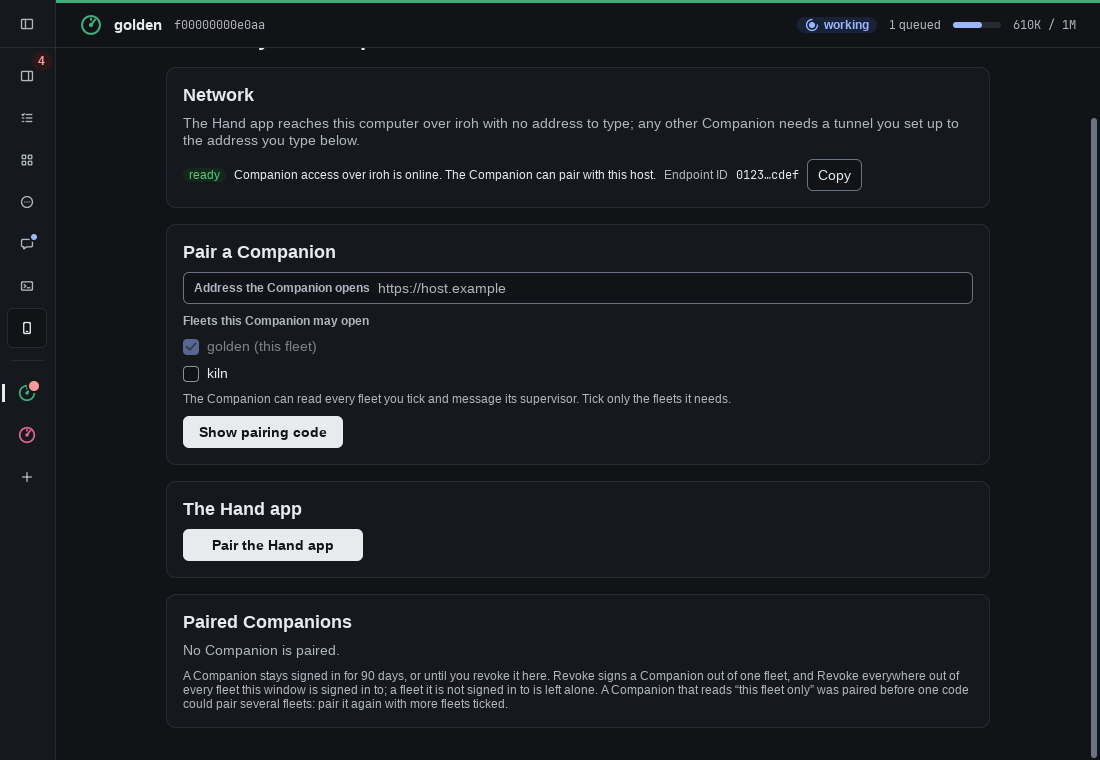 golden f00000000e0aa working 1 queued 610K / 1M
4
Network
The Hand app reaches this computer over iroh with no address to type; any other Companion needs a tunnel you set up to
the address you type below.
ready Companion access over iroh is online. The Companion can pair with this host. Endpoint ID 0123…cdef Copy
Pair a Companion
Address the Companion opens https://host.example
Fleets this Companion may open
golden (this fleet)
kiln
The Companion can read every fleet you tick and message its supervisor. Tick only the fleets it needs.
Show pairing code
The Hand app
Pair the Hand app
Paired Companions
No Companion is paired.
A Companion stays signed in for 90 days, or until you revoke it here. Revoke signs a Companion out of one fleet, and Revoke everywhere out of
every fleet this window is signed in to; a fleet it is not signed in to is left alone. A Companion that reads “this fleet only” was paired before one code
could pair several fleets: pair it again with more fleets ticked.